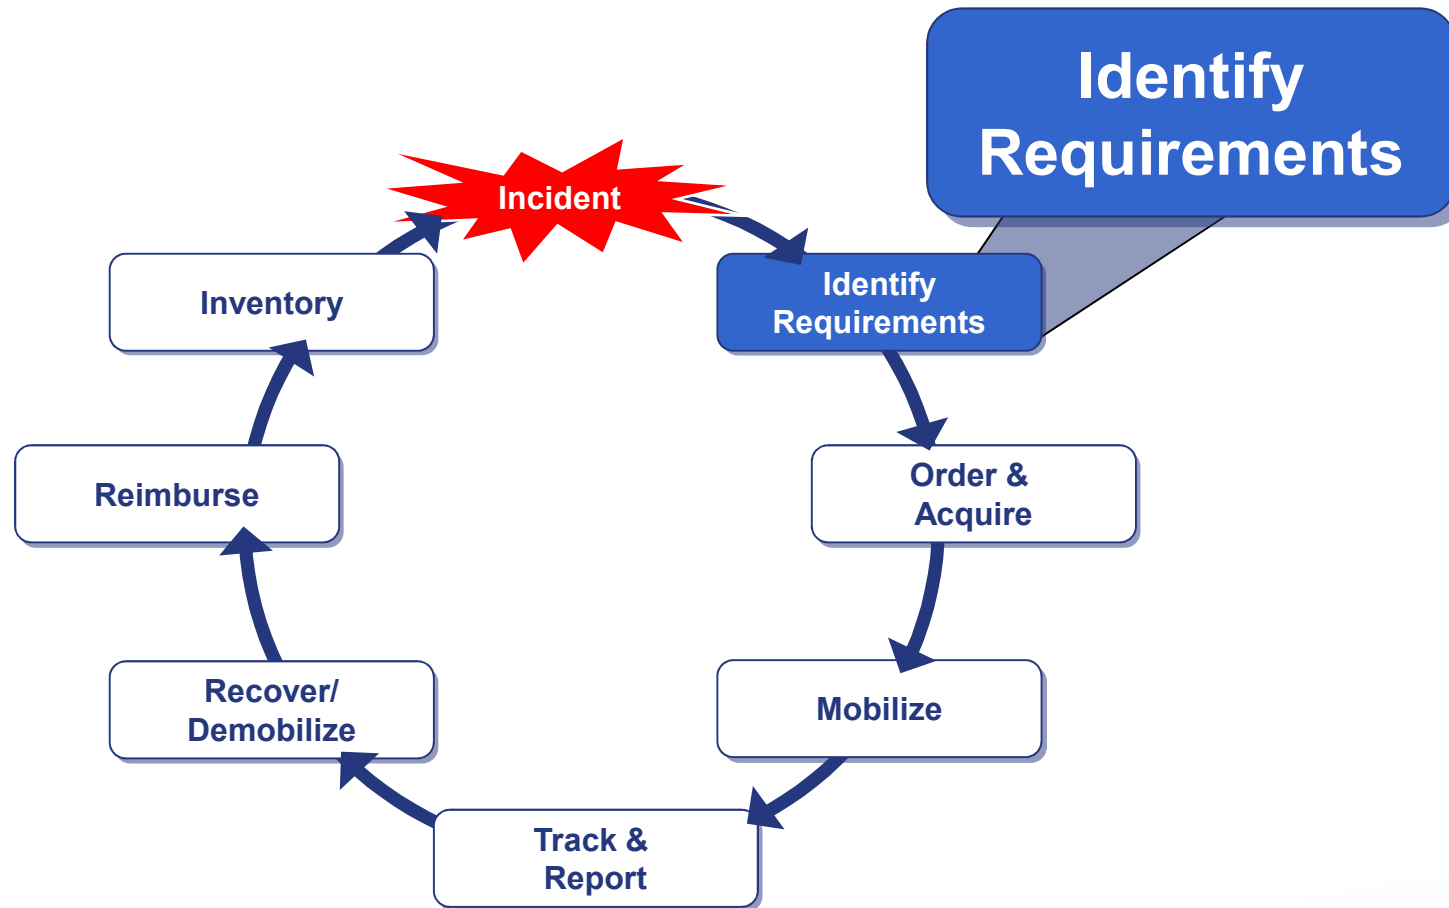 Identify
Requirements
Incident
Identify
Requirements
Inventory
Order &
Acquire
Reimburse
Mobilize
Recover/
Demobilize
Track &
Report